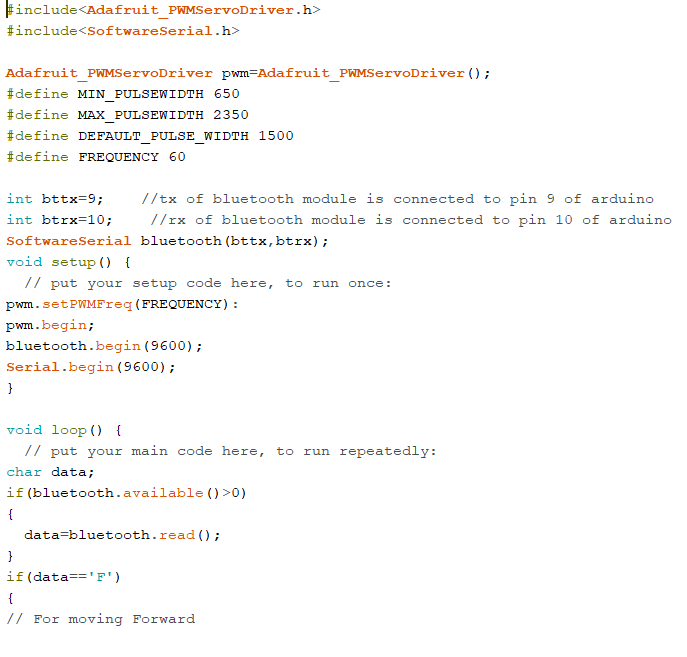 #include<Adafruit_PWMServoDriver.h>
#include<SoftwareSerial.h>
Adafruit_PWMServoDriver pwm=Adafruit_PWMServoDriver();
#define MIN_PULSEWIDTH 650
#define MAX_PULSEWIDTH 2350
#define DEFAULT_PULSE_WIDTH 1500
#define FREQUENCY 60
int bttx=9;    //tx of bluetooth module is connected to pin 9 of arduino
int btrx=10;    //rx of bluetooth module is connected to pin 10 of arduino
SoftwareSerial bluetooth(bttx,btrx);
void setup() {
  // put your setup code here, to run once:
pwm.setPWMFreq(FREQUENCY):
pwm.begin;
bluetooth.begin(9600);
Serial.begin(9600);
}
void loop() {
  // put your main code here, to run repeatedly:
char data;
if(bluetooth.available()>0)
{
  data=bluetooth.read();
}
if(data=='F')
{
// For moving Forward